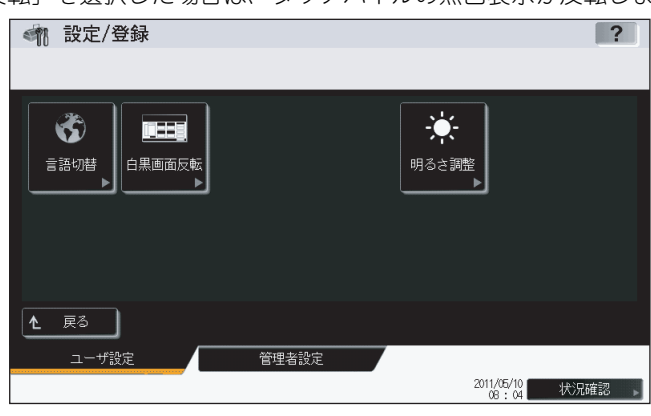 設定/登録
?
言語切替
白黒画面反転
明るさ調整
戻る
ユーザ設定
管理者設定
2011/05/10
08 : 04
状況確認